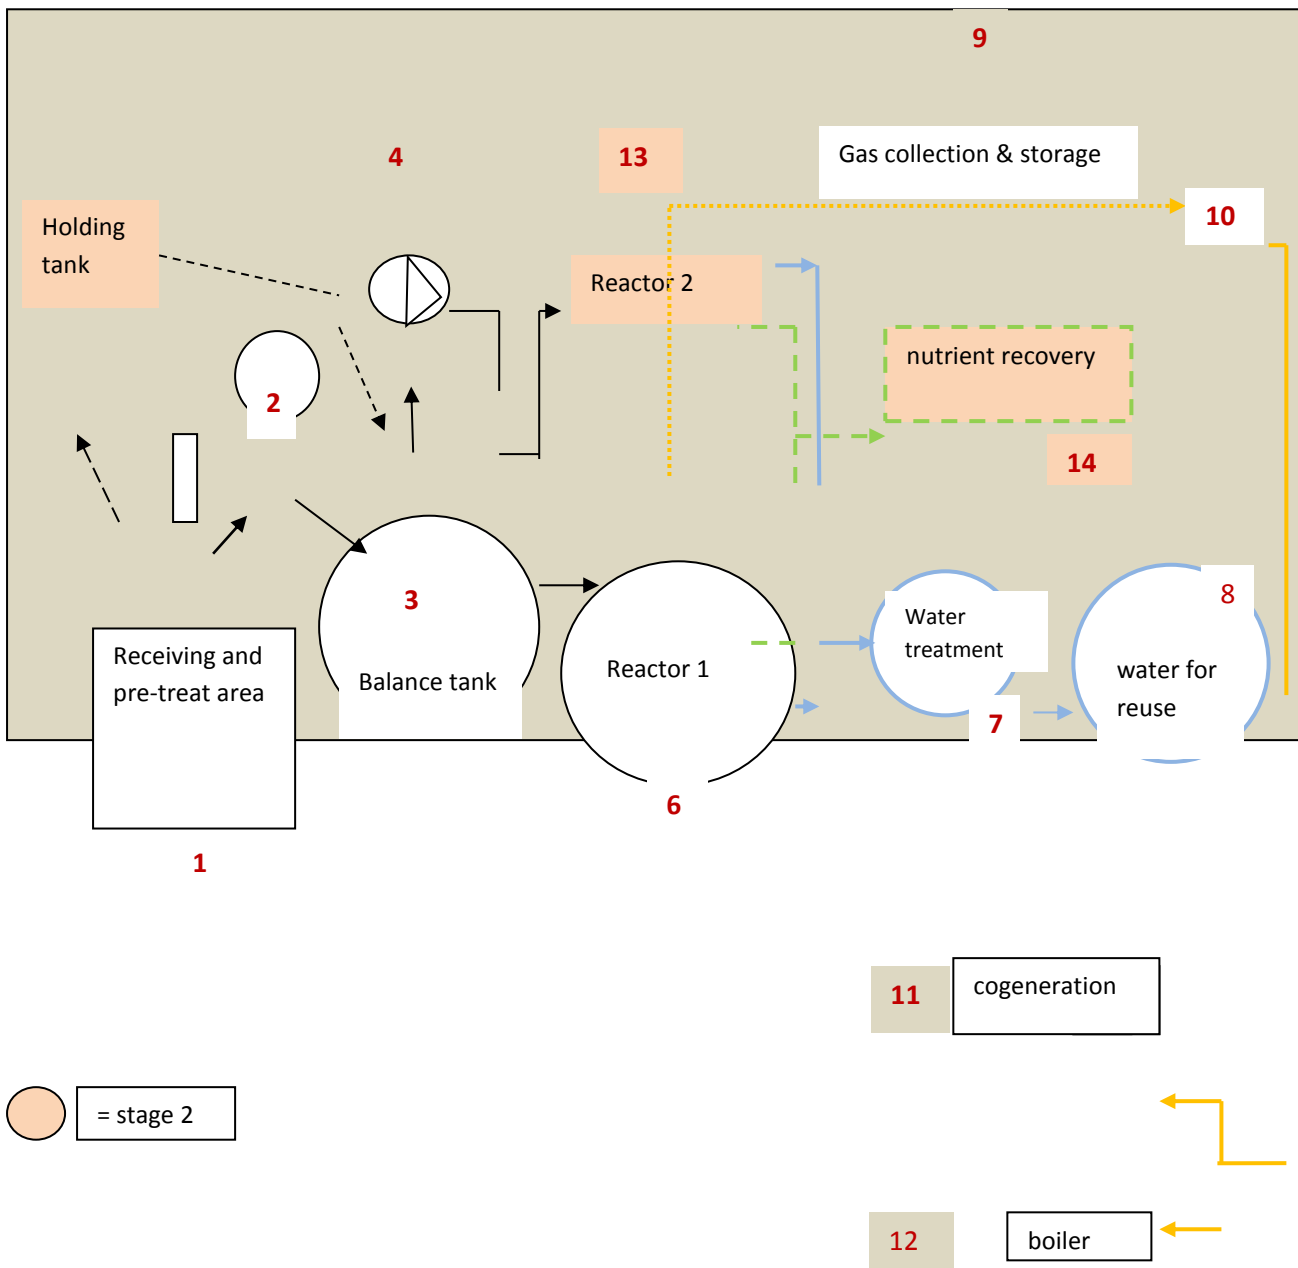 9
4
13
Gas collection & storage
10
Holding
tank
Reactor 2
nutrient recovery
2
14
3
8
Receiving and
pre-treat area
Balance tank
Reactor 1
Water
treatment
water for
reuse
7
6
1
11
cogeneration
= stage 2
12
boiler